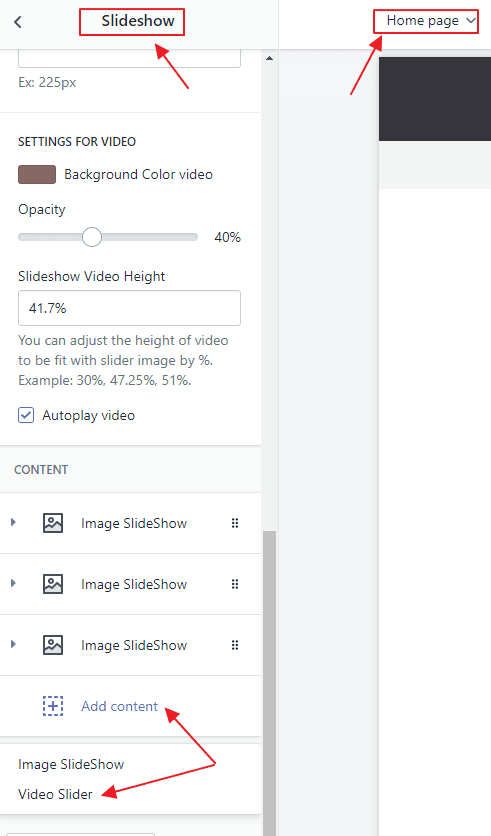 Slideshow
Home page
Ex: 225px
SETTINGS FOR VIDEO
Background Color video
Opacity
40%
Slideshow Video Height
41.7%
You can adjust the height of video
to be fit with slider image by %.
Example: 30%, 47.25%, 51%.
Autoplay video
CONTENT
Image SlideShow
Image SlideShow
Image SlideShow
Add content
Image SlideShow
Video Slider